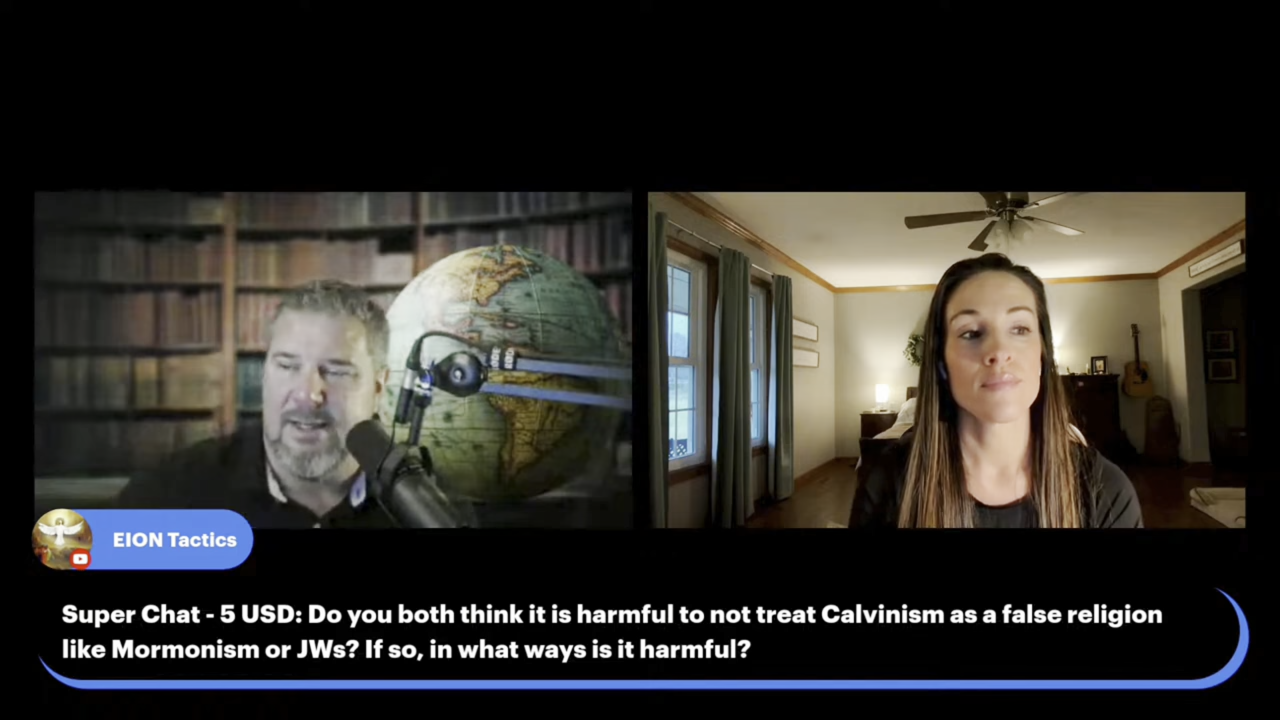 EION Tactics
Super Chat - 5 USD: Do you both think it is harmful to not treat Calvinism as a false religion
like Mormonism or JWs? If so, in what ways is it harmful?